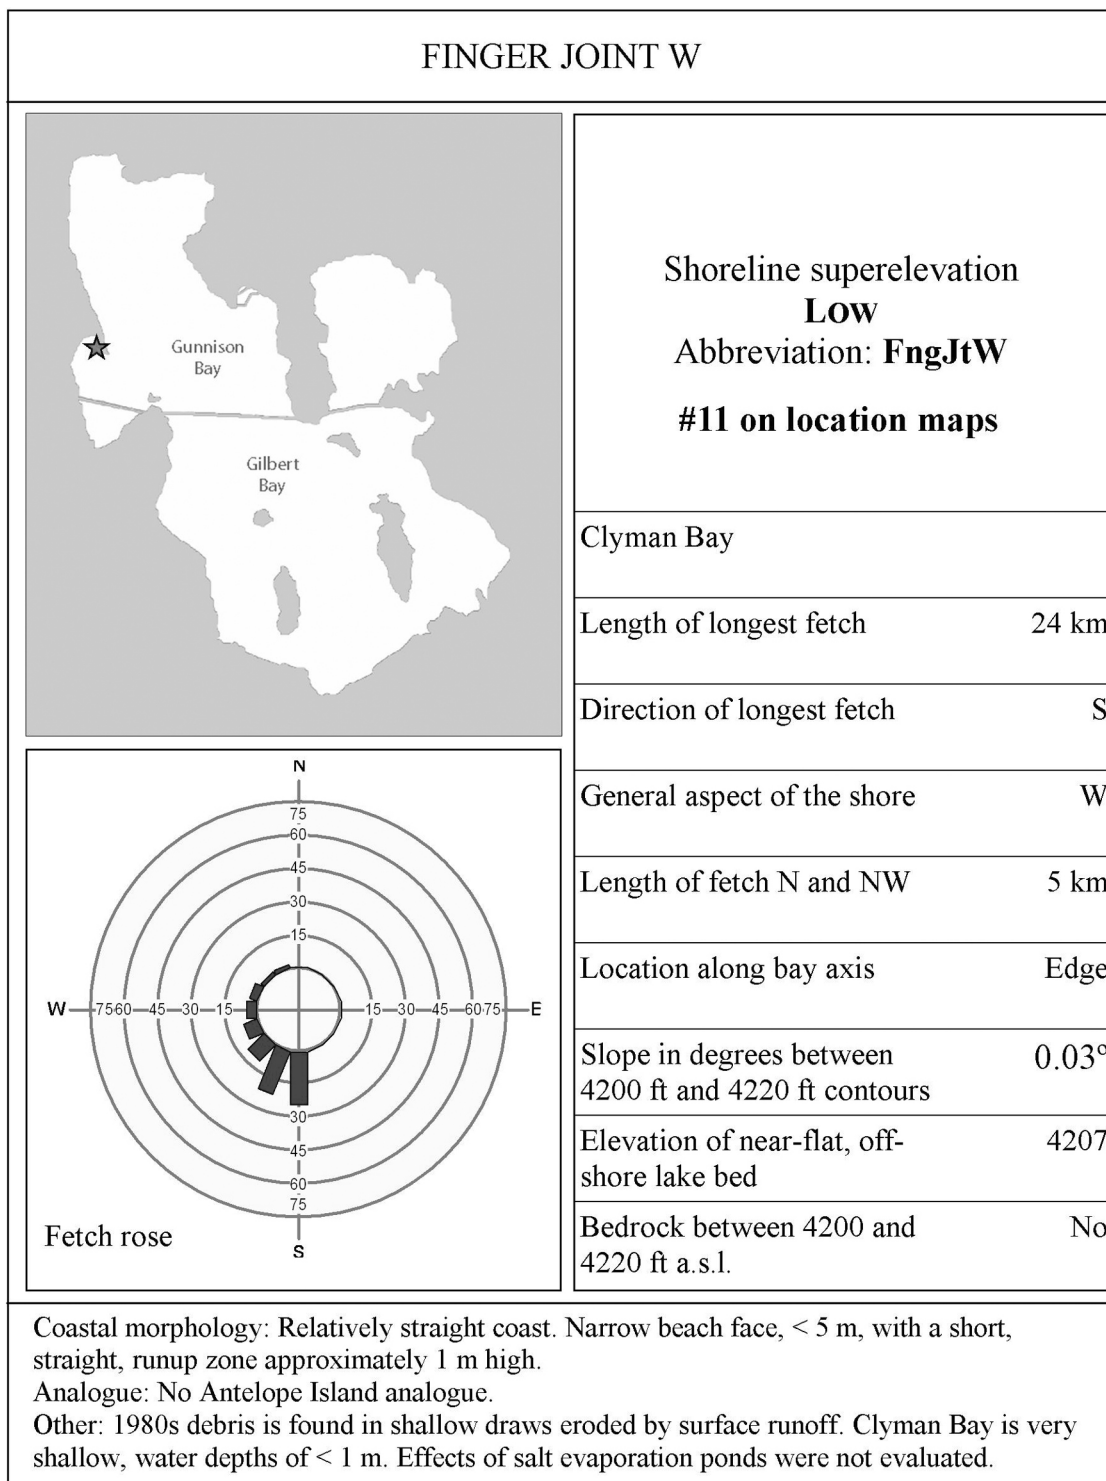 FINGER JOINT W
Gunnison
Bay
Gilbert
Bay
Shoreline superelevation
LOW
Abbreviation: FngJtW
#11 on location maps
Clyman Bay
Length of longest fetch 24 km
Direction of longest fetch S
General aspect of the shore W
Length of fetch N and NW 5 km
Location along bay axis Edge
Slope in degrees between 0.03°
4200 ft and 4220 ft contours
Elevation of near-flat, off- 4207
shore lake bed
Bedrock between 4200 and No
4220 ft a.s.l.
N
75
60
45
30
15
W 75 60 45 30 15 15 30 45 60 75 E
30
45
60
75
S
Fetch rose
Coastal morphology: Relatively straight coast. Narrow beach face, < 5 m, with a short,
straight, runup zone approximately 1 m high.
Analogue: No Antelope Island analogue.
Other: 1980s debris is found in shallow draws eroded by surface runoff. Clyman Bay is very
shallow, water depths of < 1 m. Effects of salt evaporation ponds were not evaluated.